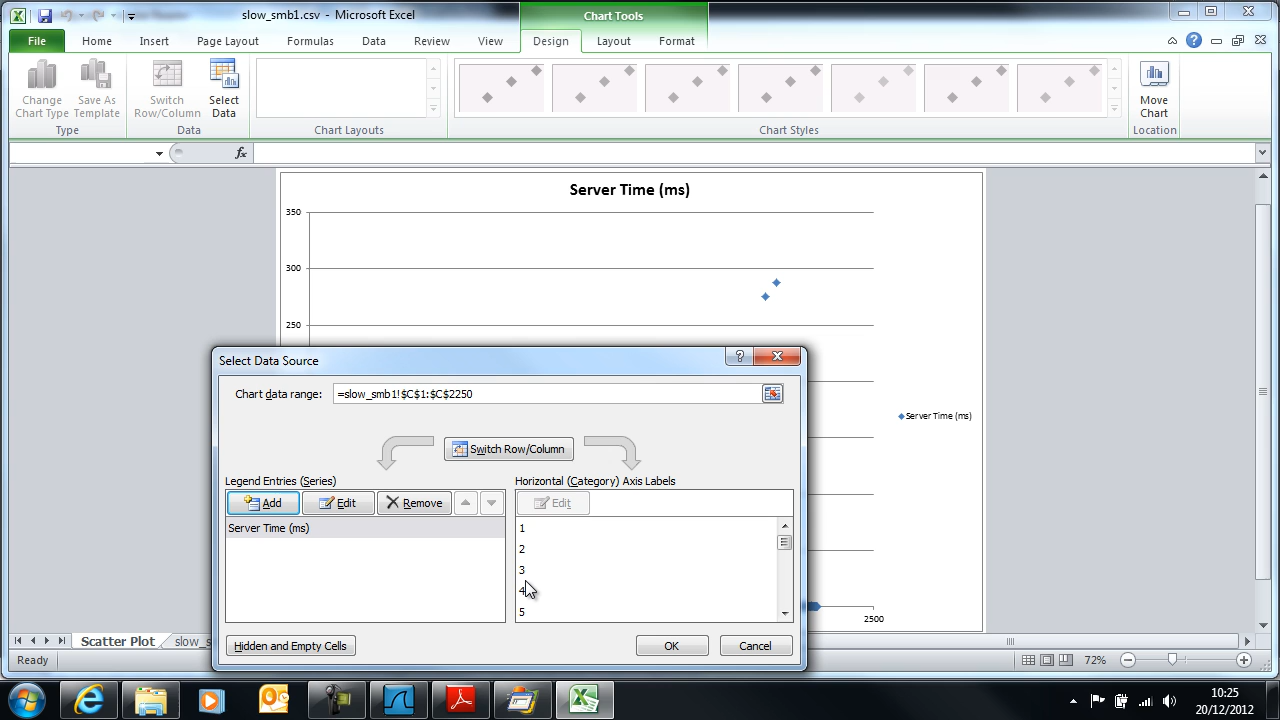 slow_smb1.csv - Microsoft Excel
Chart Tools
File Home Insert Page Layout Formulas Data Review View Design Layout Format
Change Chart Type
Save As Template
Switch Row/Column
Select Data
Move Chart
Type Data Chart Layouts Chart Styles Location
fx
Server Time (ms)
350
300
250
Server Time (ms)
2500
Select Data Source
Chart data range: =slow_smb1!$C$1:$C$2250
Switch Row/Column
Legend Entries (Series)
Horizontal (Category) Axis Labels
Add Edit Remove
Edit
Server Time (ms)
1
2
3
4
5
Hidden and Empty Cells
OK Cancel
Scatter Plot slow_s
Ready
72%
10:25
20/12/2012